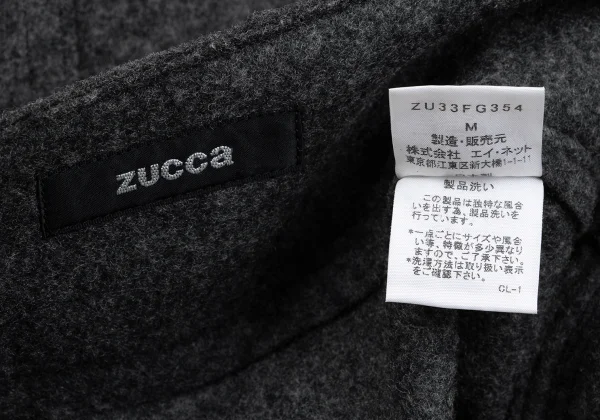 zucca
ZU33FG354
M
製造・販売元
株式会社 エイ・ネット
東京都江東区新大橋1-1-1
製品洗い
この製品は独特な風合
いを出す為、製品洗いを
行っています。
*一点ごとにサイズや風合
い等、特徴が多少異なり
ますので、ご了承下さい。
*洗濯方法は取り扱い表示
をご確認下さい。
CL-1